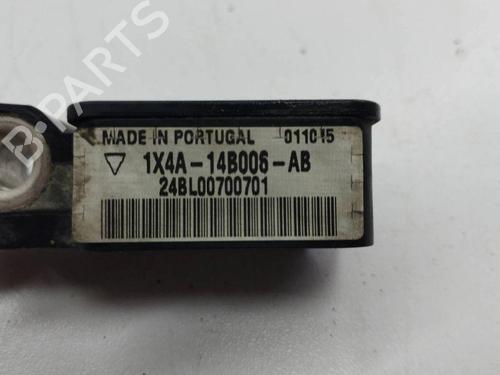 B-PARTS
MADE IN PORTUGAL 011015
1X4A-14B006-AB
24BL00700701